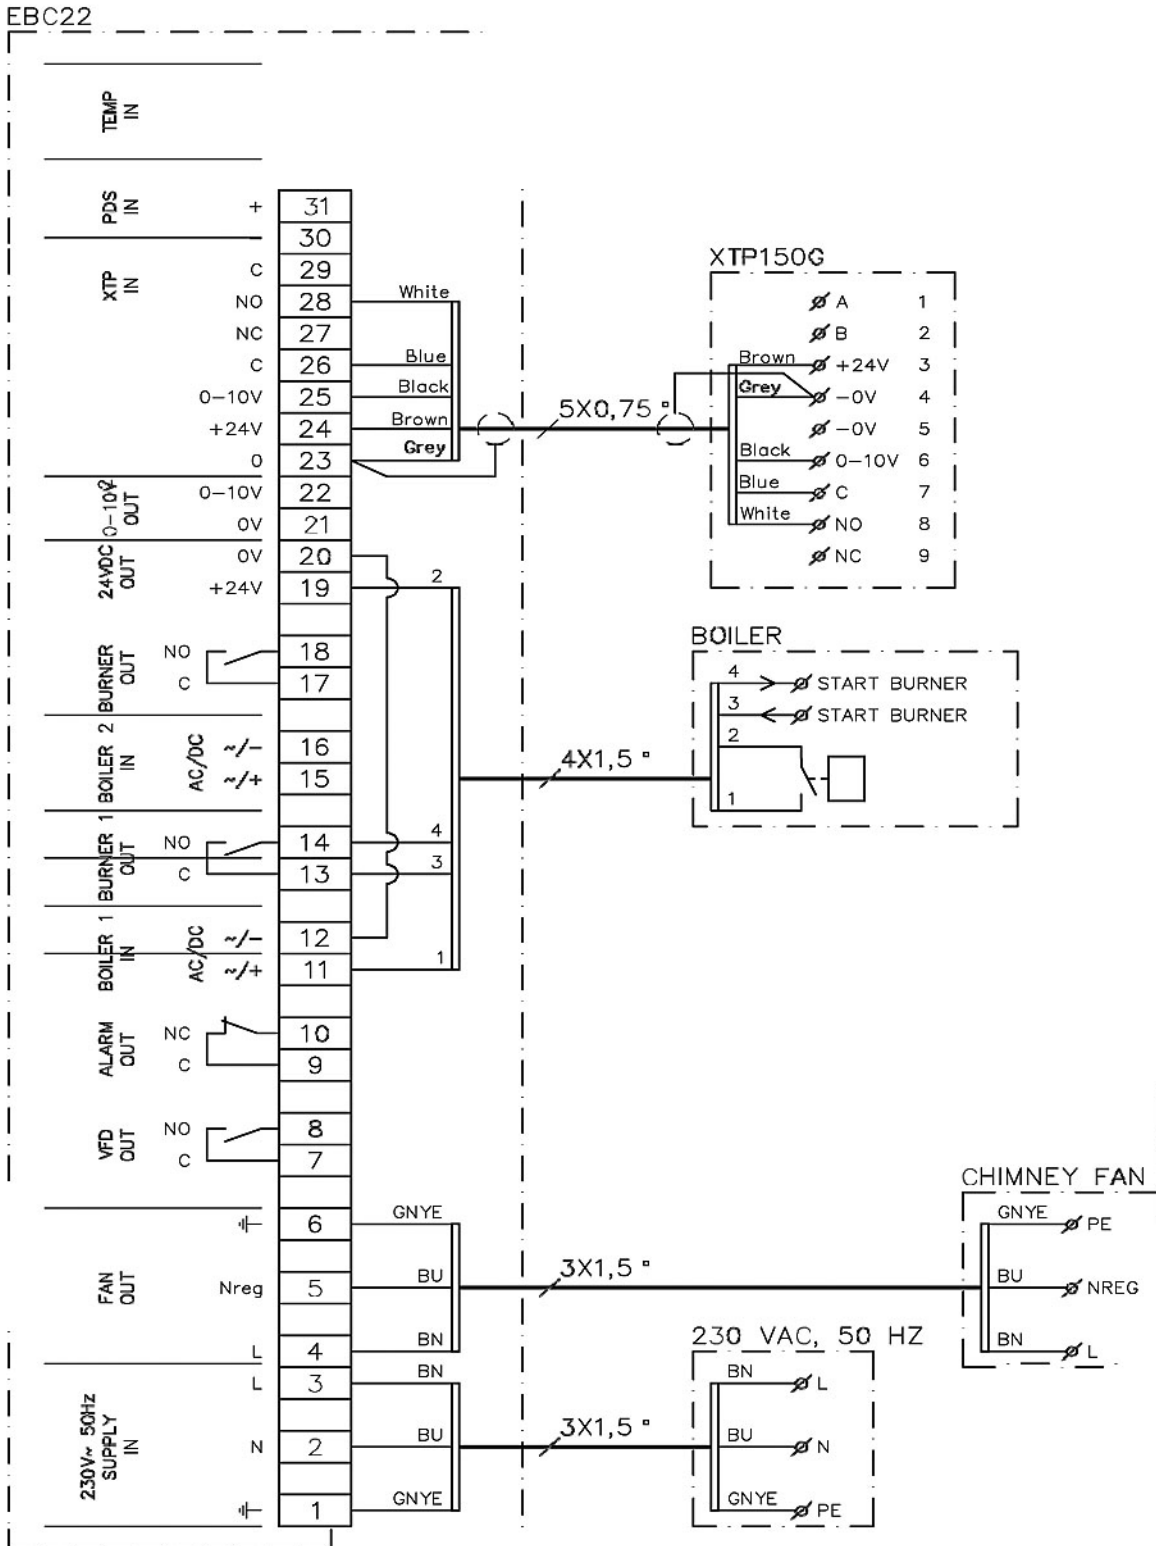 EBC22
TEMP IN
PDS IN
+ 31
30
XTP IN
C 29
NO 28 White
NC 27
C 26 Blue
0-10V 25 Black
+24V 24 Brown
0 23 Grey
5X0,75 ▫
XTP150G
A 1
B 2
Brown +24V 3
Grey -0V 4
-0V 5
Black 0-10V 6
Blue C 7
White NO 8
NC 9
0-10V OUT
0-10V 22
0V 21
24VDC OUT
0V 20
+24V 19 2
BURNER 2 OUT
NO 18
C 17
BOILER 2 IN
AC/DC
~/- 16
~/+ 15
4X1,5 ▫
BOILER
4 START BURNER
3 START BURNER
2
1
BURNER 1 OUT
NO 14 4
C 13 3
BOILER 1 IN
AC/DC
~/- 12
~/+ 11 1
ALARM OUT
NC 10
C 9
VFD OUT
NO 8
C 7
FAN OUT
6 GNYE
Nreg 5 BU
L 4 BN
3X1,5 ▫
CHIMNEY FAN
GNYE PE
BU NREG
BN L
230V~ 50Hz SUPPLY IN
L 3 BN
N 2 BU
1 GNYE
3X1,5 ▫
230 VAC, 50 HZ
BN L
BU N
GNYE PE